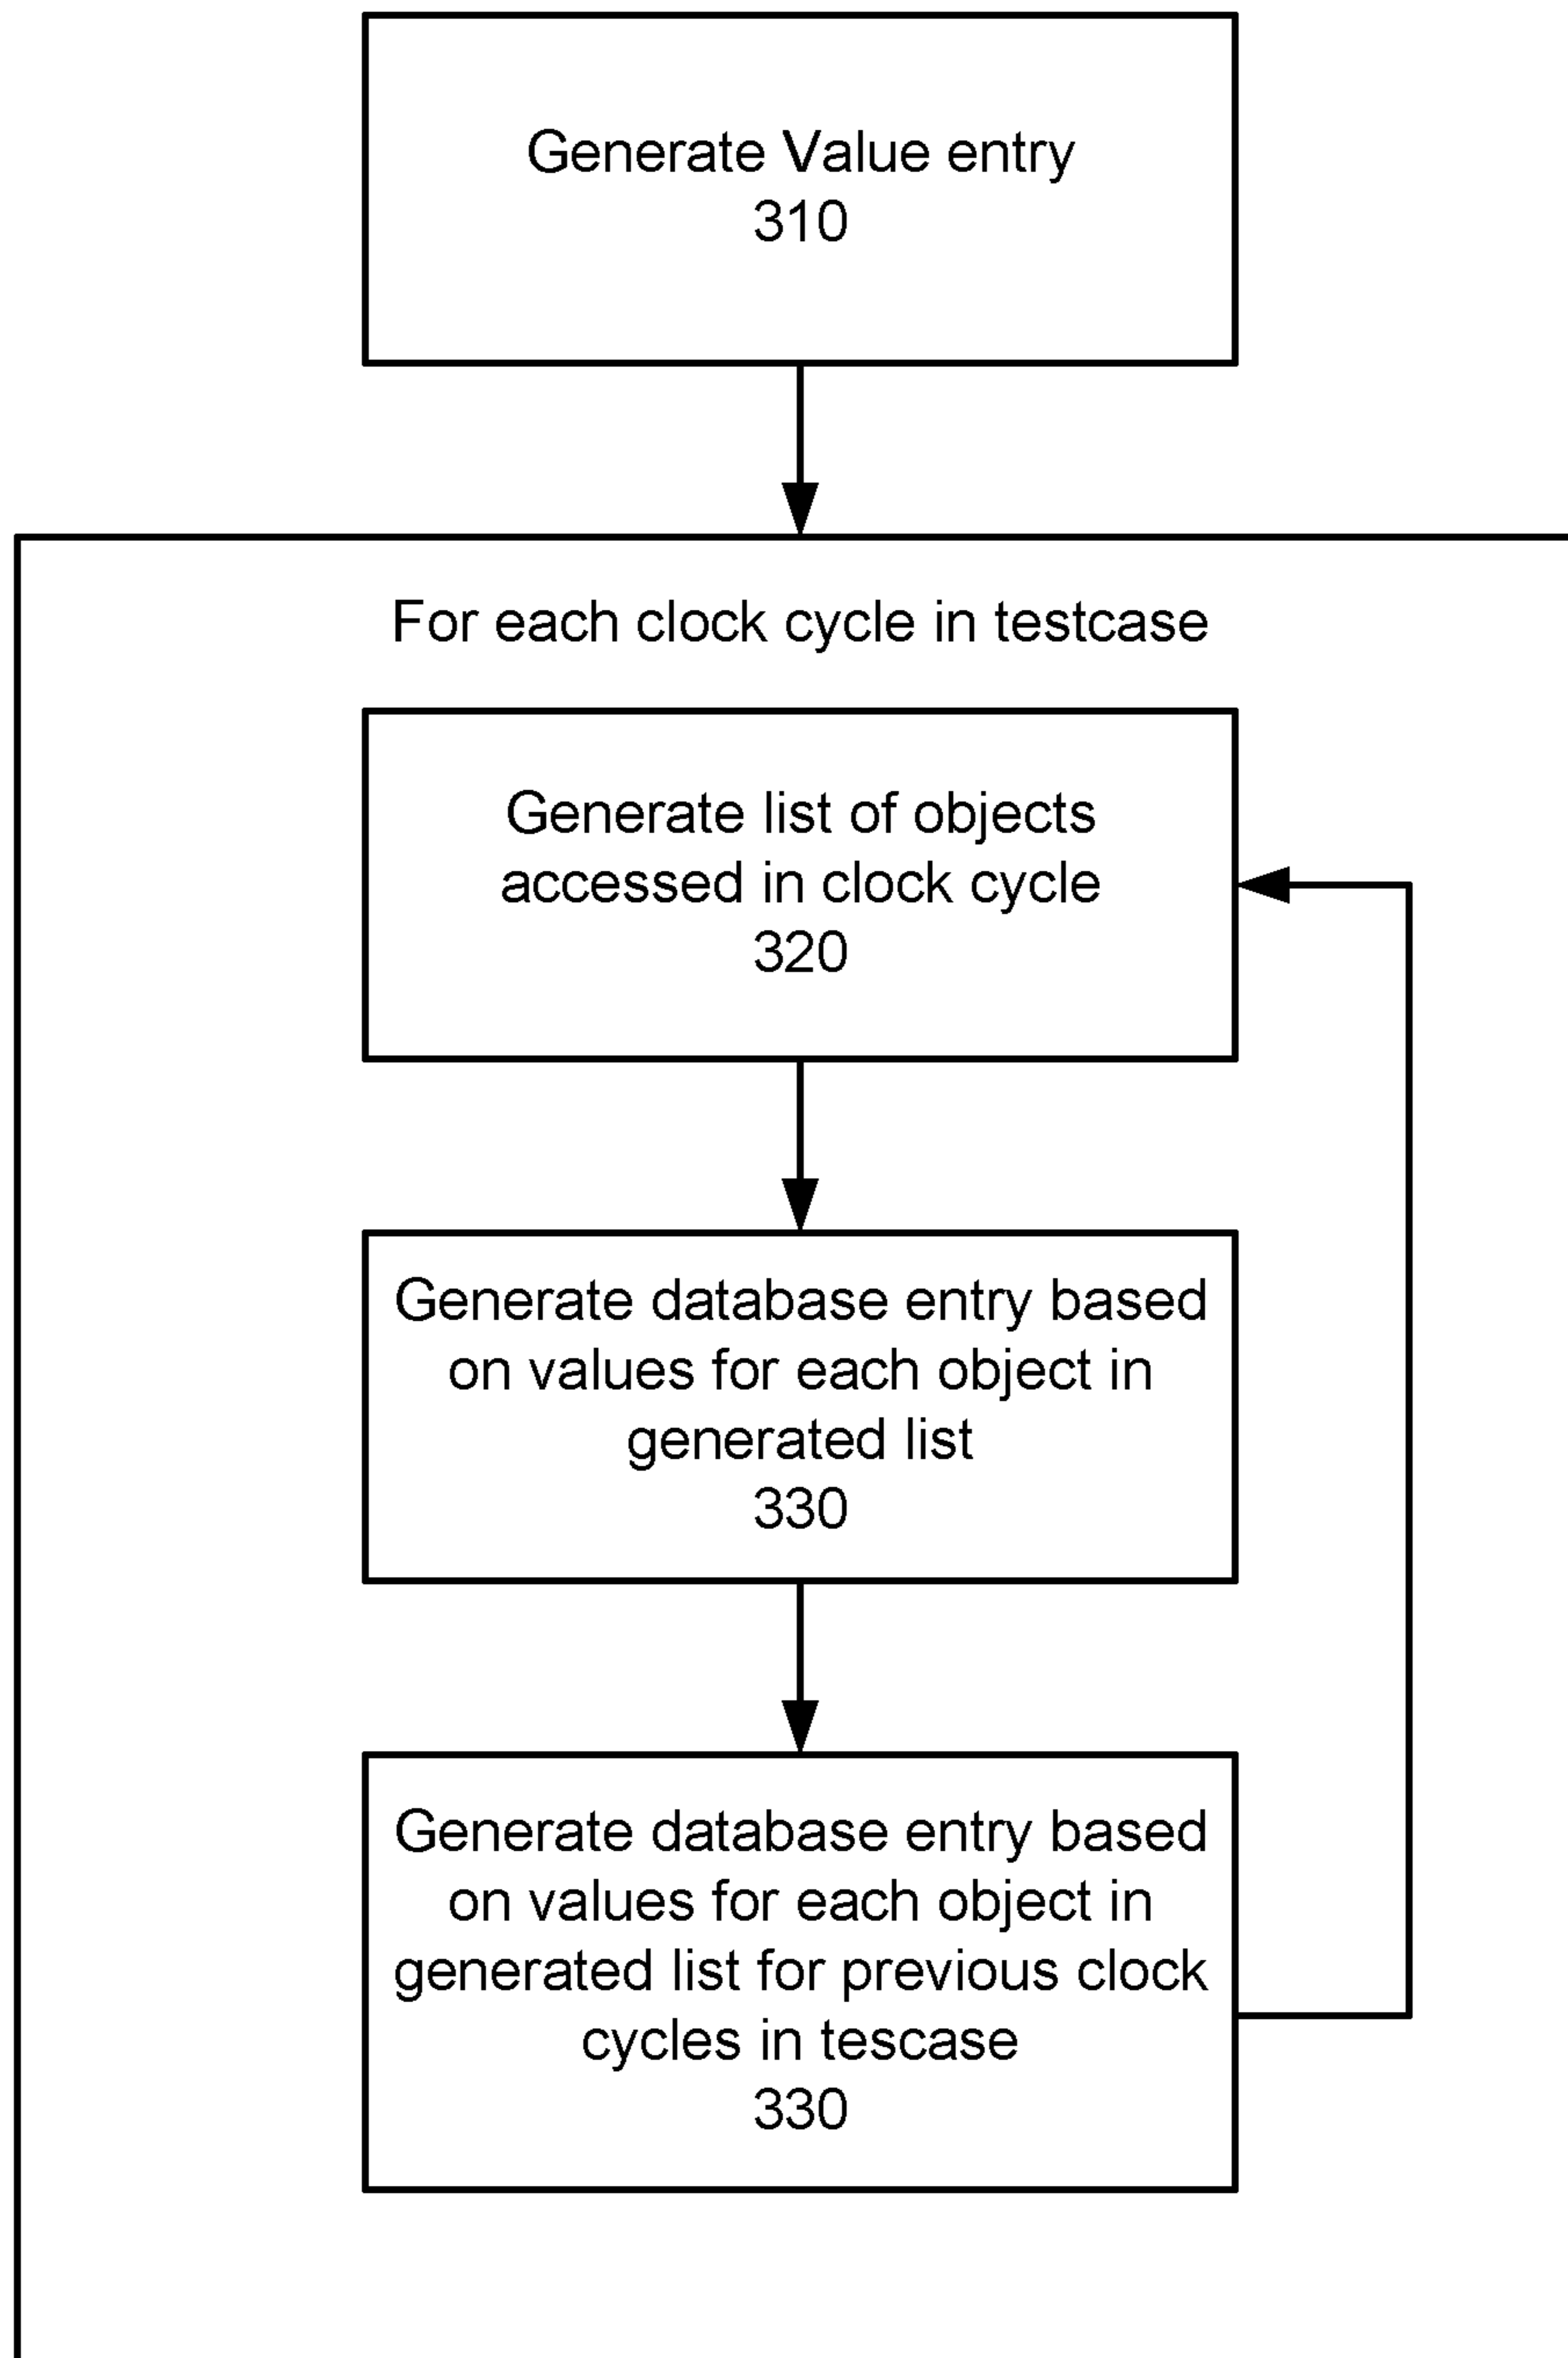 Generate Value entry
310
For each clock cycle in testcase
Generate list of objects
accessed in clock cycle
320
Generate database entry based
on values for each object in
generated list
330
Generate database entry based
on values for each object in
generated list for previous clock
cycles in tescase
330